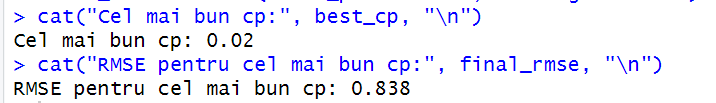 > cat("Cel mai bun cp:", best_cp, "\n")
Cel mai bun cp: 0.02
> cat("RMSE pentru cel mai bun cp:", final_rmse, "\n")
RMSE pentru cel mai bun cp: 0.838